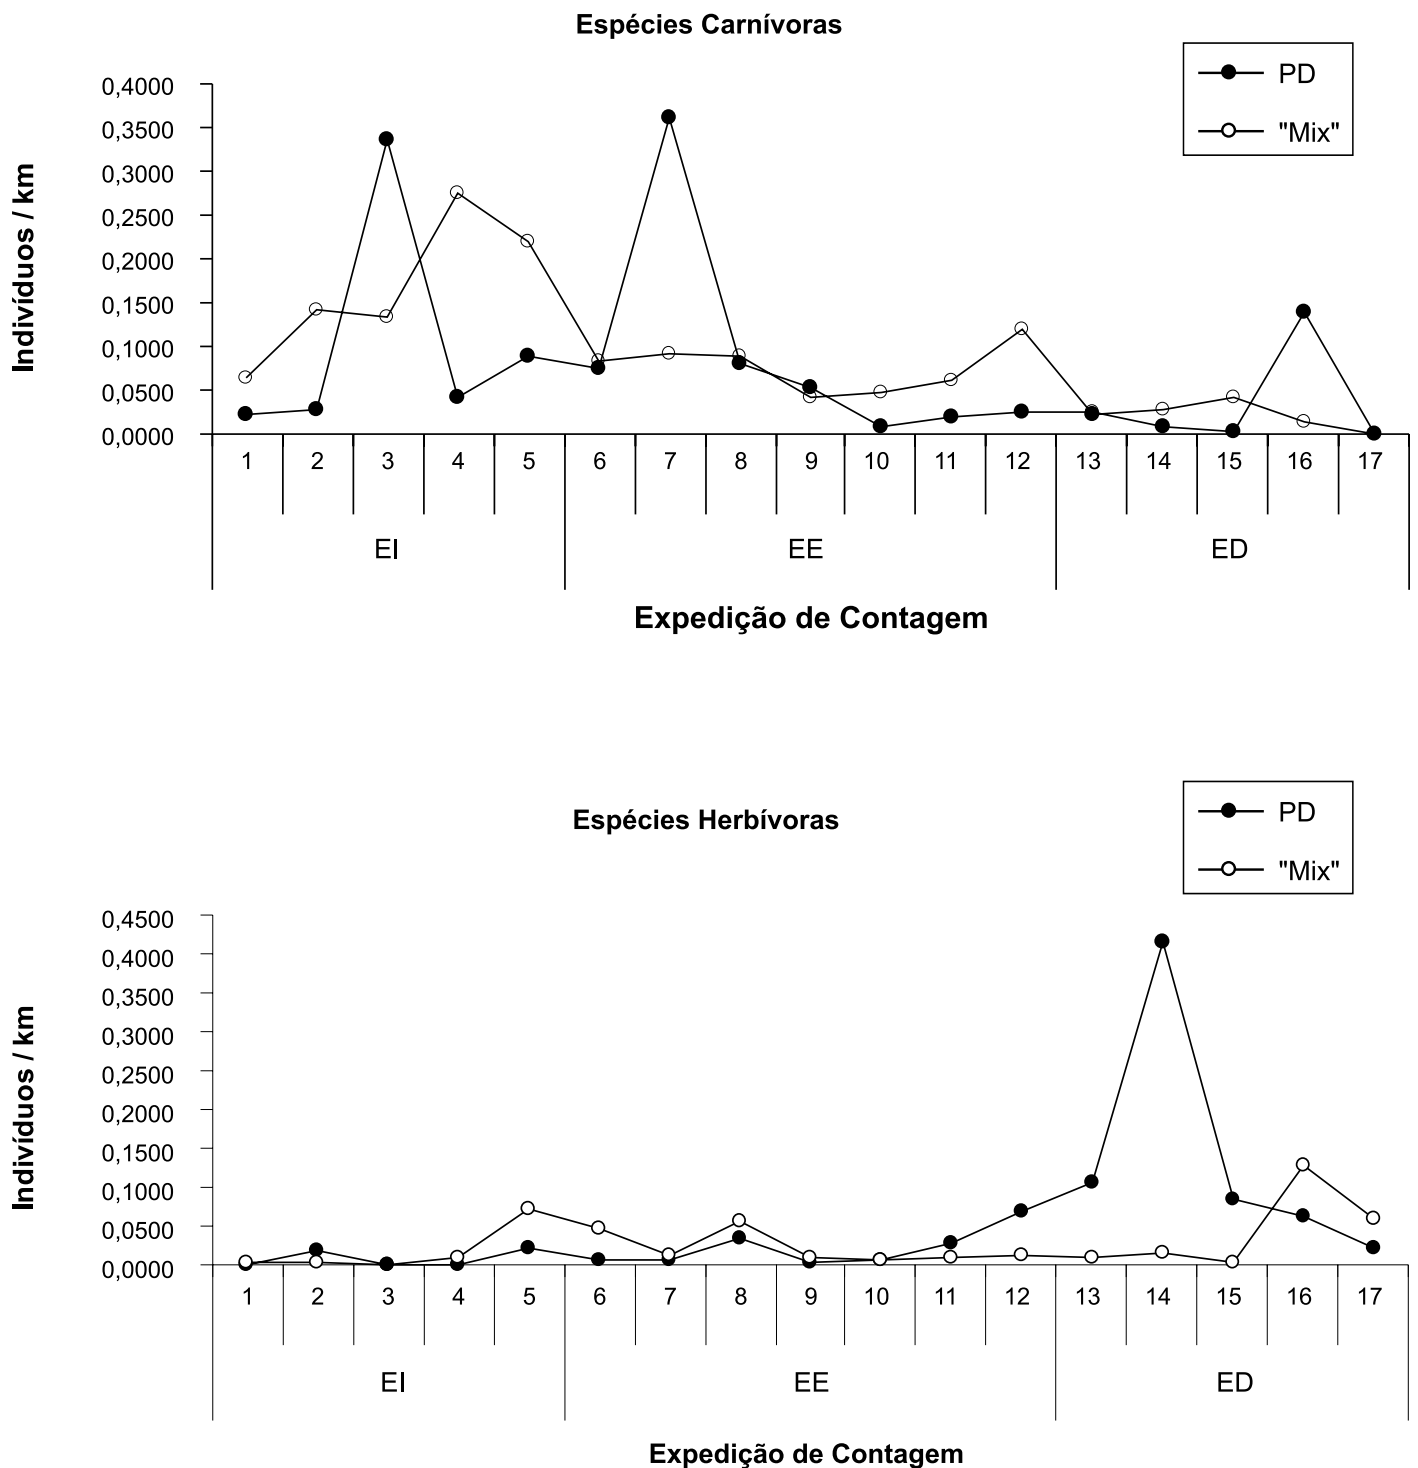 Espécies Carnívoras
PD
"Mix"
Indivíduos / km
0,4000
0,3500
0,3000
0,2500
0,2000
0,1500
0,1000
0,0500
0,0000
1 2 3 4 5 6 7 8 9 10 11 12 13 14 15 16 17
EI EE ED
Expedição de Contagem
Espécies Herbívoras
PD
"Mix"
Indivíduos / km
0,4500
0,4000
0,3500
0,3000
0,2500
0,2000
0,1500
0,1000
0,0500
0,0000
1 2 3 4 5 6 7 8 9 10 11 12 13 14 15 16 17
EI EE ED
Expedição de Contagem